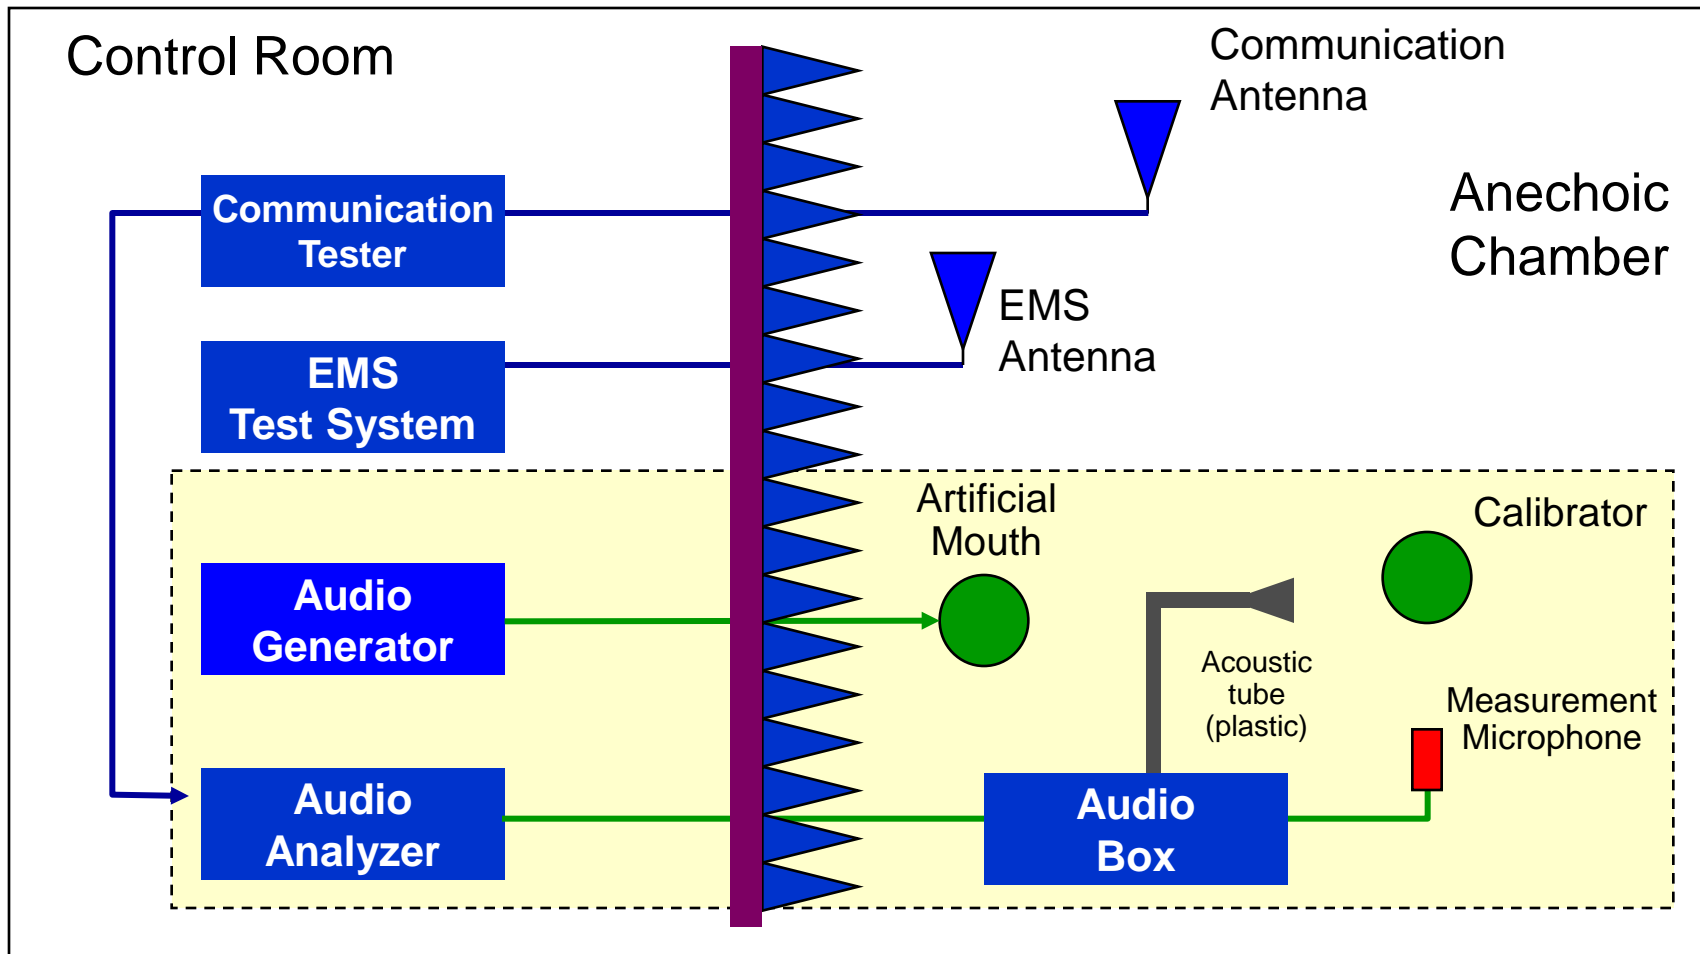 Control Room
Communication
Antenna
Anechoic
Chamber
Communication
Tester
EMS
Antenna
EMS
Test System
Artificial
Mouth
Calibrator
Audio
Generator
Acoustic
tube
(plastic)
Measurement
Microphone
Audio
Analyzer
Audio
Box